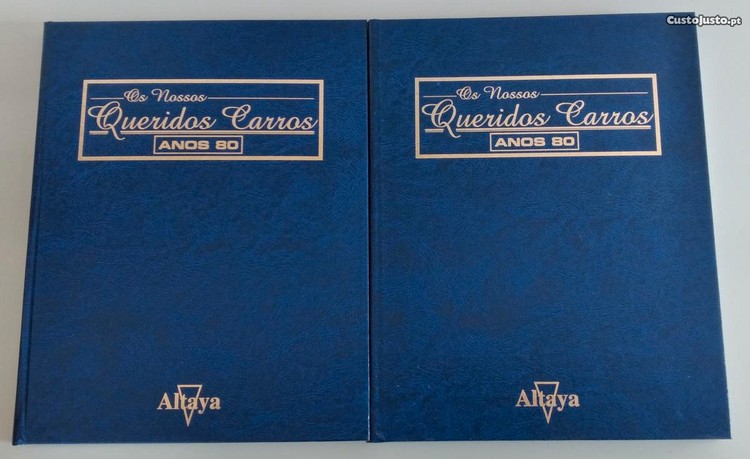 CustoJusto.pt
Os Nossos
Queridos Carros
ANOS 80
Altaya
Os Nossos
Queridos Carros
ANOS 80
Altaya